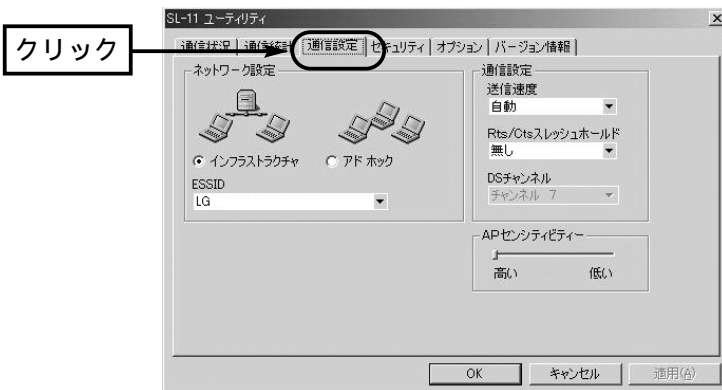 SL-11 ユーティリティ
クリック
通信状況 通信統計 通信設定 セキュリティ オプション バージョン情報
ネットワーク設定
インフラストラクチャ アド ホック
ESSID
LG
通信設定
送信速度
自動
Rts/Ctsスレッシュホールド
無し
DSチャンネル
チャンネル 7
APセンシティビティー
高い 低い
OK キャンセル 適用(A)